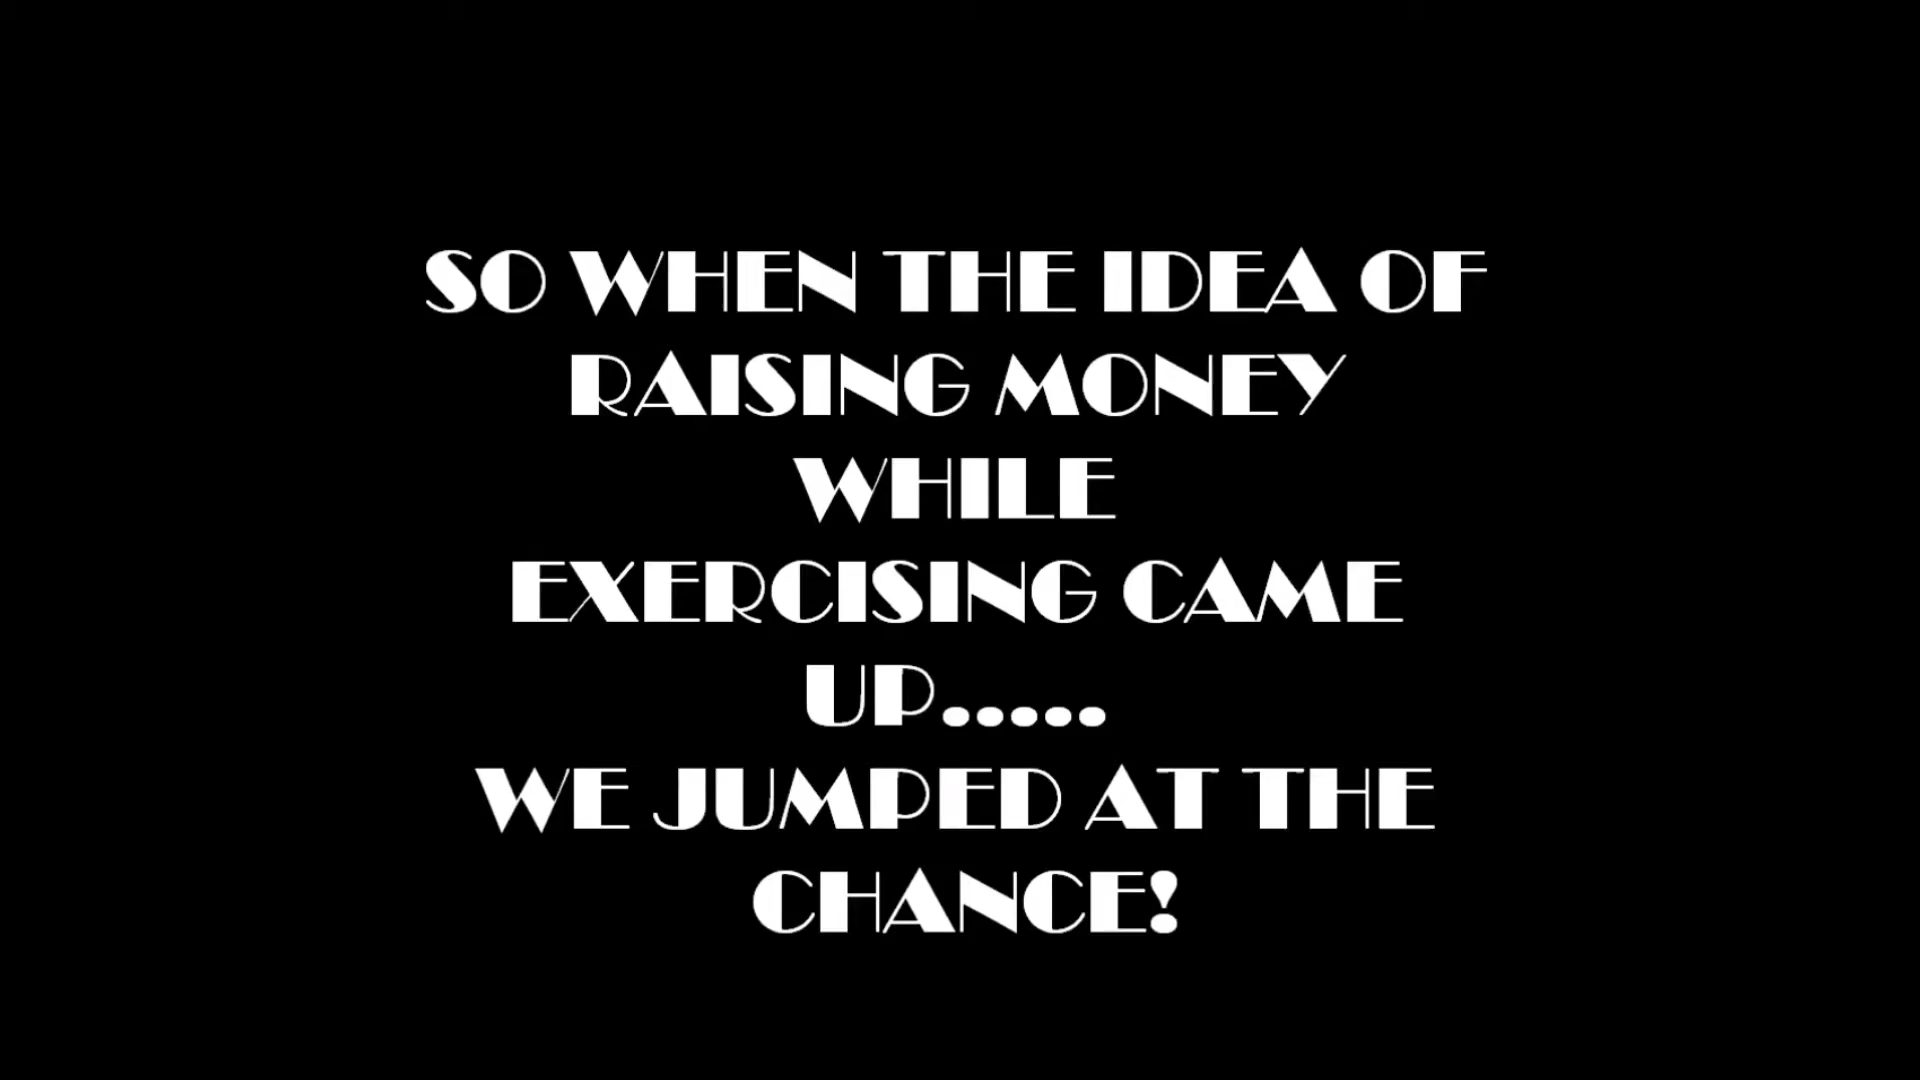 SO WHEN THE IDEA OF
RAISING MONEY
WHILE
EXERCISING CAME
UP.....
WE JUMPED AT THE
CHANCE!